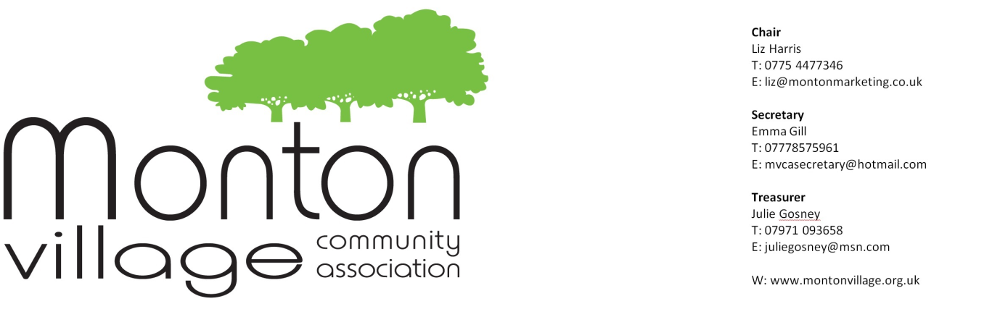 Monton
village
community
association
Chair
Liz Harris
T: 0775 4477346
E: liz@montonmarketing.co.uk
Secretary
Emma Gill
T: 07778575961
E: mvcasecretary@hotmail.com
Treasurer
Julie Gosney
T: 07971 093658
E: juliegosney@msn.com
W: www.montonvillage.org.uk